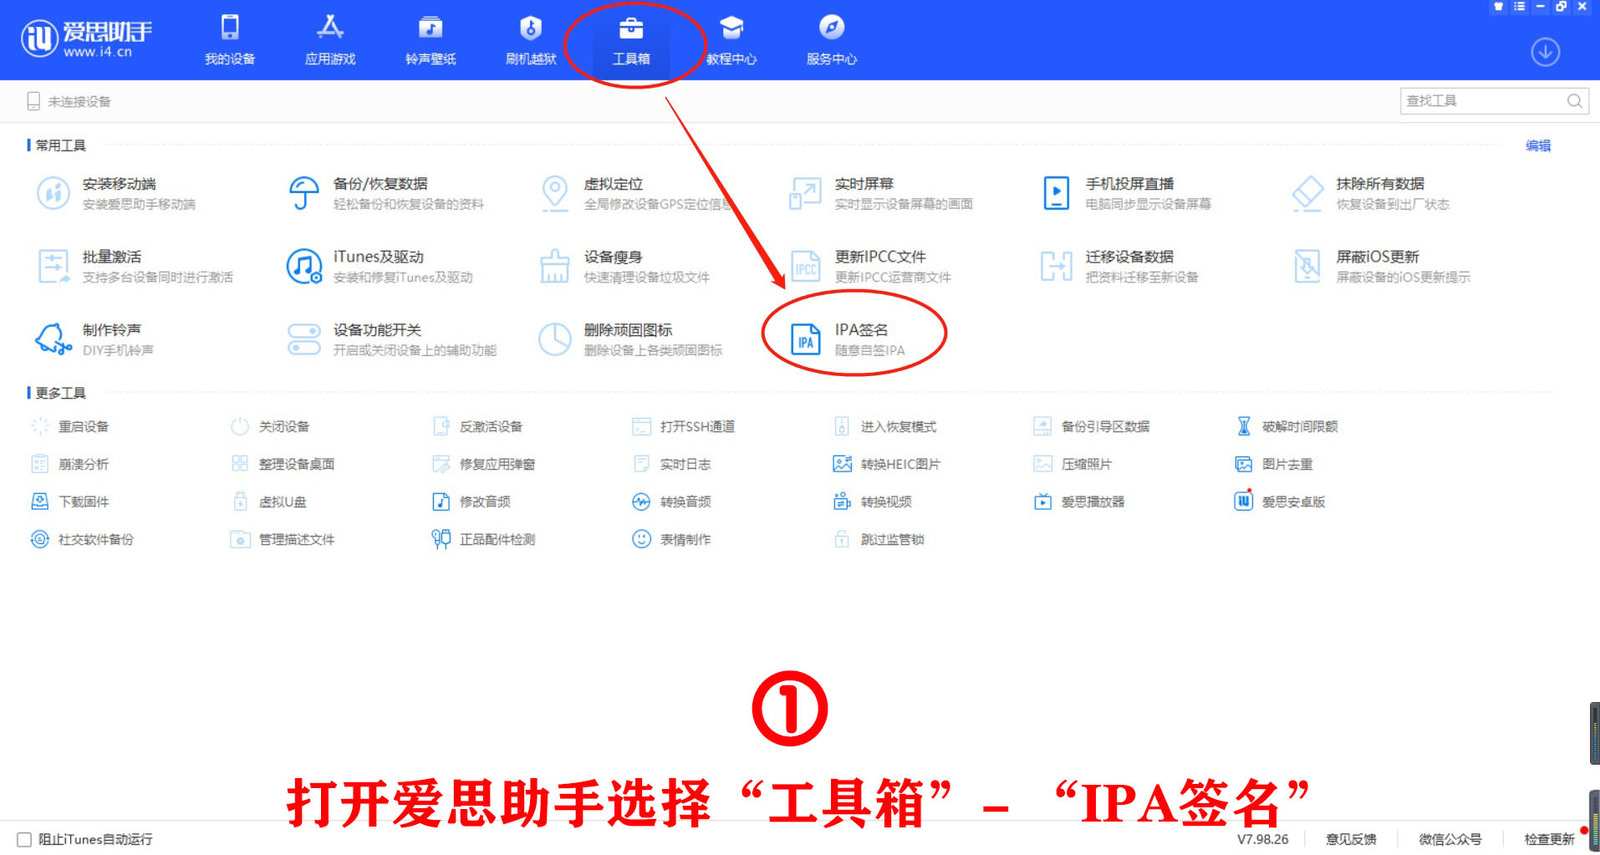 爱思助手
www.i4.cn
我的设备
应用游戏
铃声壁纸
刷机越狱
工具箱
教程中心
服务中心
未连接设备
查找工具
常用工具
编辑
安装移动端
安装爱思助手移动端
备份/恢复数据
轻松备份和恢复设备的资料
虚拟定位
全局修改设备GPS定位信息
实时屏幕
实时显示设备屏幕的画面
手机投屏直播
电脑同步显示设备屏幕
抹除所有数据
恢复设备到出厂状态
批量激活
支持多台设备同时进行激活
iTunes及驱动
安装和修复iTunes及驱动
设备瘦身
快速清理设备垃圾文件
IPCC
更新IPCC文件
更新IPCC运营商文件
迁移设备数据
把资料迁移至新设备
屏蔽iOS更新
屏蔽设备的iOS更新提示
制作铃声
DIY手机铃声
设备功能开关
开启或关闭设备上的辅助功能
删除顽固图标
删除设备上各类顽固图标
IPA
IPA签名
随意自签IPA
更多工具
重启设备
关闭设备
反激活设备
打开SSH通道
进入恢复模式
备份引导区数据
破解时间限额
崩溃分析
整理设备桌面
修复应用弹窗
实时日志
转换HEIC图片
压缩照片
图片去重
下载固件
虚拟U盘
修改音频
转换音频
转换视频
爱思播放器
爱思安卓版
社交软件备份
管理描述文件
正品配件检测
表情制作
跳过监管锁
①
打开爱思助手选择“工具箱”–“IPA签名”
阻止iTunes自动运行
V7.98.26
意见反馈
微信公众号
检查更新